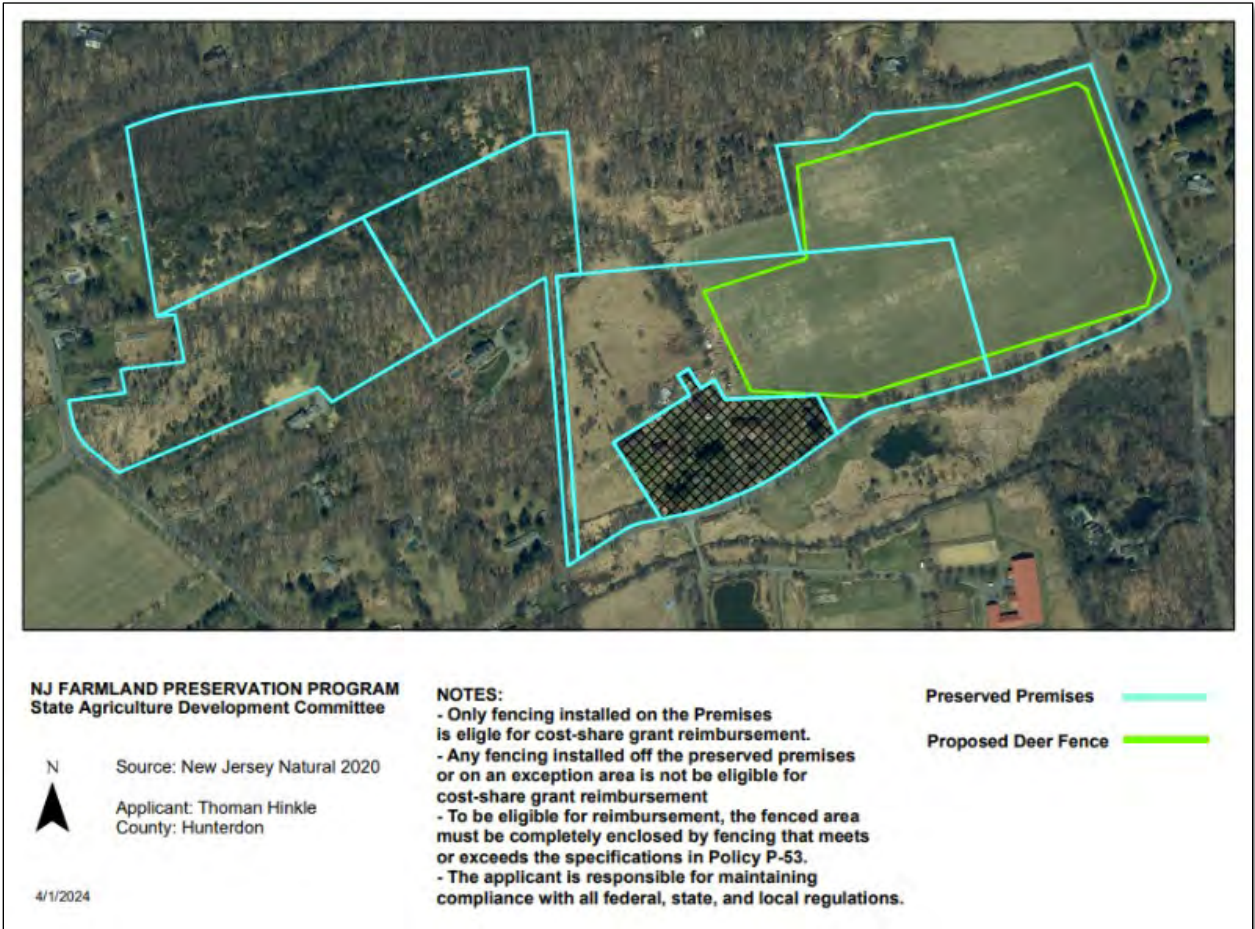 NJ FARMLAND PRESERVATION PROGRAM
State Agriculture Development Committee
N
Source: New Jersey Natural 2020
Applicant: Thoman Hinkle
County: Hunterdon
4/1/2024
NOTES:
- Only fencing installed on the Premises
is eligle for cost-share grant reimbursement.
- Any fencing installed off the preserved premises
or on an exception area is not be eligible for
cost-share grant reimbursement
- To be eligible for reimbursement, the fenced area
must be completely enclosed by fencing that meets
or exceeds the specifications in Policy P-53.
- The applicant is responsible for maintaining
compliance with all federal, state, and local regulations.
Preserved Premises
Proposed Deer Fence